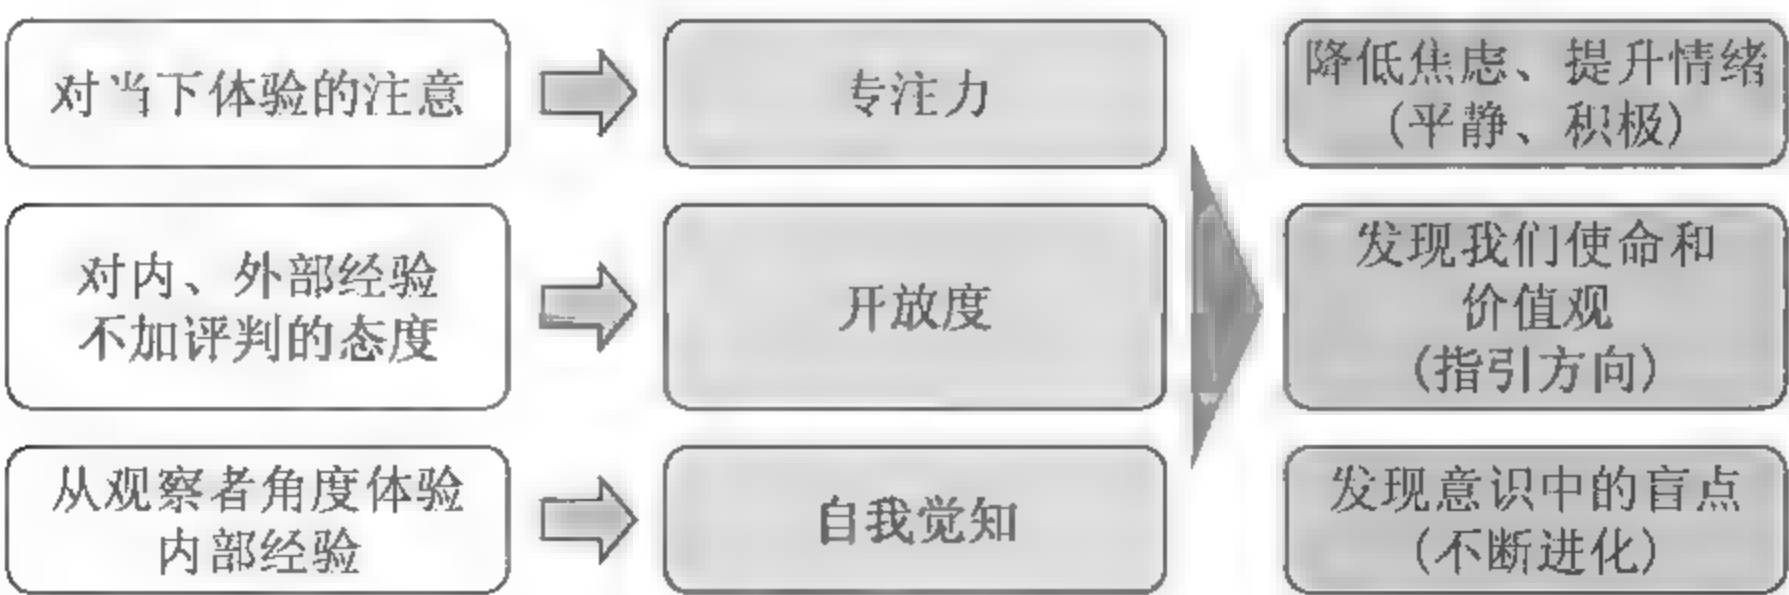 对当下体验的注意
专注力
降低焦虑、提升情绪
(平静、积极)
对内、外部经验
不加评判的态度
开放度
发现我们使命和
价值观
(指引方向)
从观察者角度体验
内部经验
自我觉知
发现意识中的盲点
(不断进化)